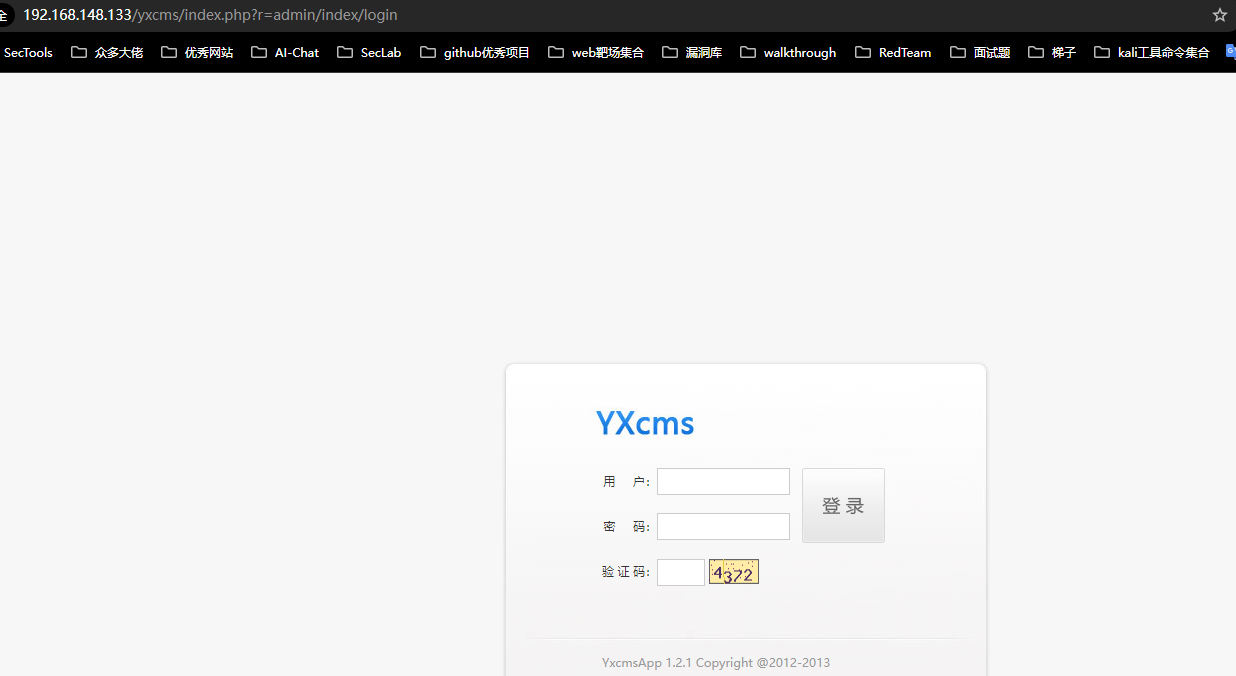 全 192.168.148.133/yxcms/index.php?r=admin/index/login
SecTools 众多大佬 优秀网站 AI-Chat SecLab github优秀项目 web靶场集合 漏洞库 walkthrough RedTeam 面试题 梯子 kali工具命令集合 G
YXcms
用 户:
登 录
密 码:
验 证 码: 4372
YxcmsApp 1.2.1 Copyright @2012-2013